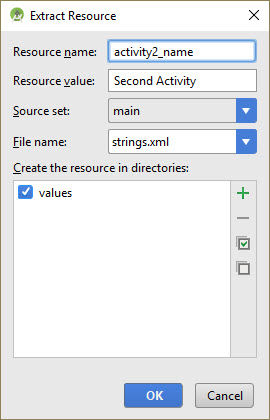 Extract Resource
Resource name: activity2_name
Resource value: Second Activity
Source set: main
File name: strings.xml
Create the resource in directories:
values
OK Cancel